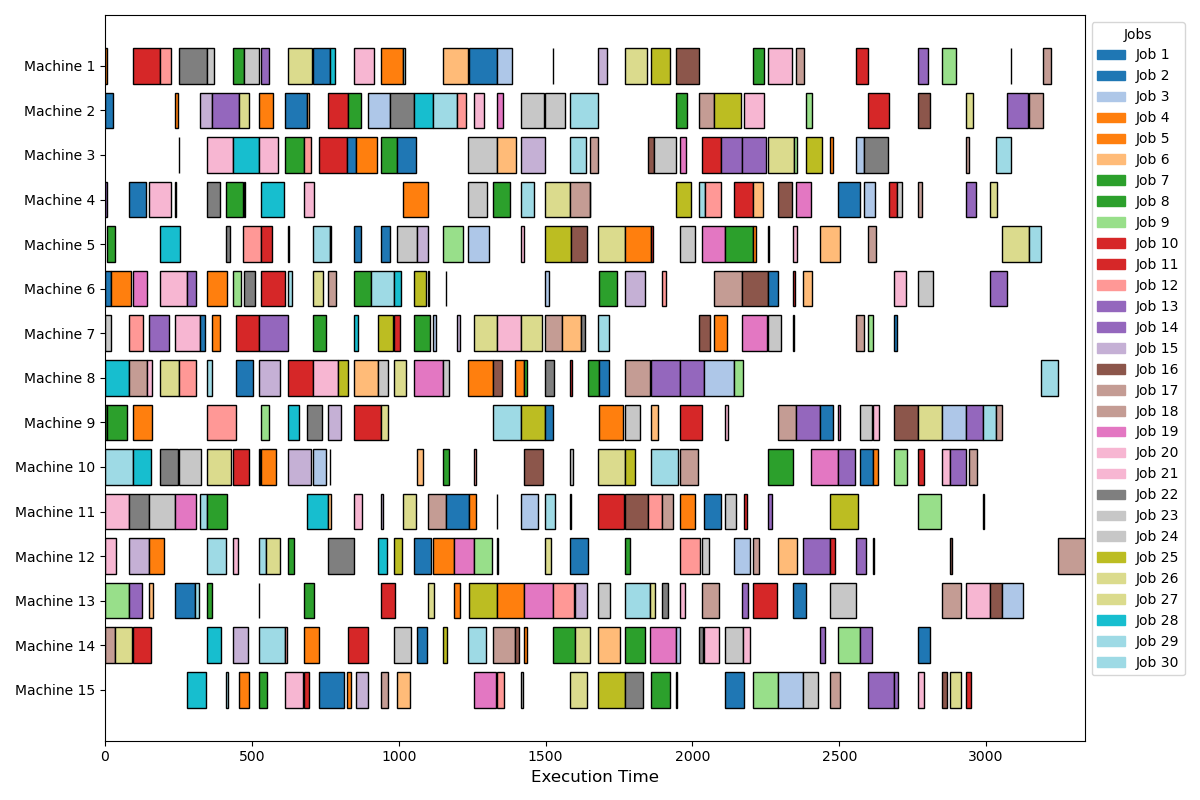 Machine 1
Machine 2
Machine 3
Machine 4
Machine 5
Machine 6
Machine 7
Machine 8
Machine 9
Machine 10
Machine 11
Machine 12
Machine 13
Machine 14
Machine 15
0 500 1000 1500 2000 2500 3000
Execution Time
Jobs
Job 1
Job 2
Job 3
Job 4
Job 5
Job 6
Job 7
Job 8
Job 9
Job 10
Job 11
Job 12
Job 13
Job 14
Job 15
Job 16
Job 17
Job 18
Job 19
Job 20
Job 21
Job 22
Job 23
Job 24
Job 25
Job 26
Job 27
Job 28
Job 29
Job 30